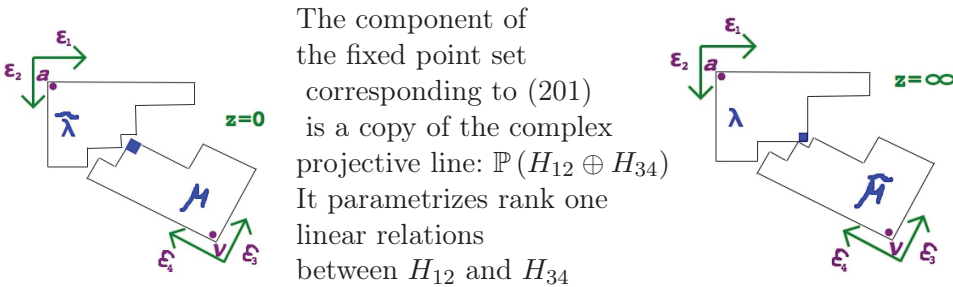 ε₁
ε₂
a
λ̃
z=0
μ
ν
ε₄
ε₃
The component of
the fixed point set
corresponding to (201)
is a copy of the complex
projective line: ℙ (H₁₂ ⊕ H₃₄)
It parametrizes rank one
linear relations
between H₁₂ and H₃₄
ε₁
ε₂
a
λ
z=∞
μ̃
ν
ε₄
ε₃